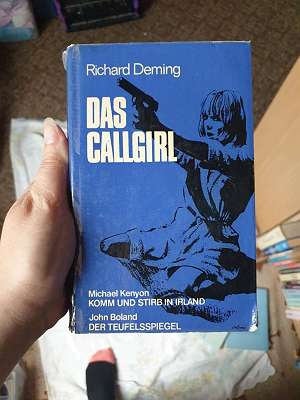 Richard Deming
DAS
CALLGIRL
Michael Kenyon
KOMM UND STIRB IN IRLAND
John Boland
DER TEUFELSSPIEGEL